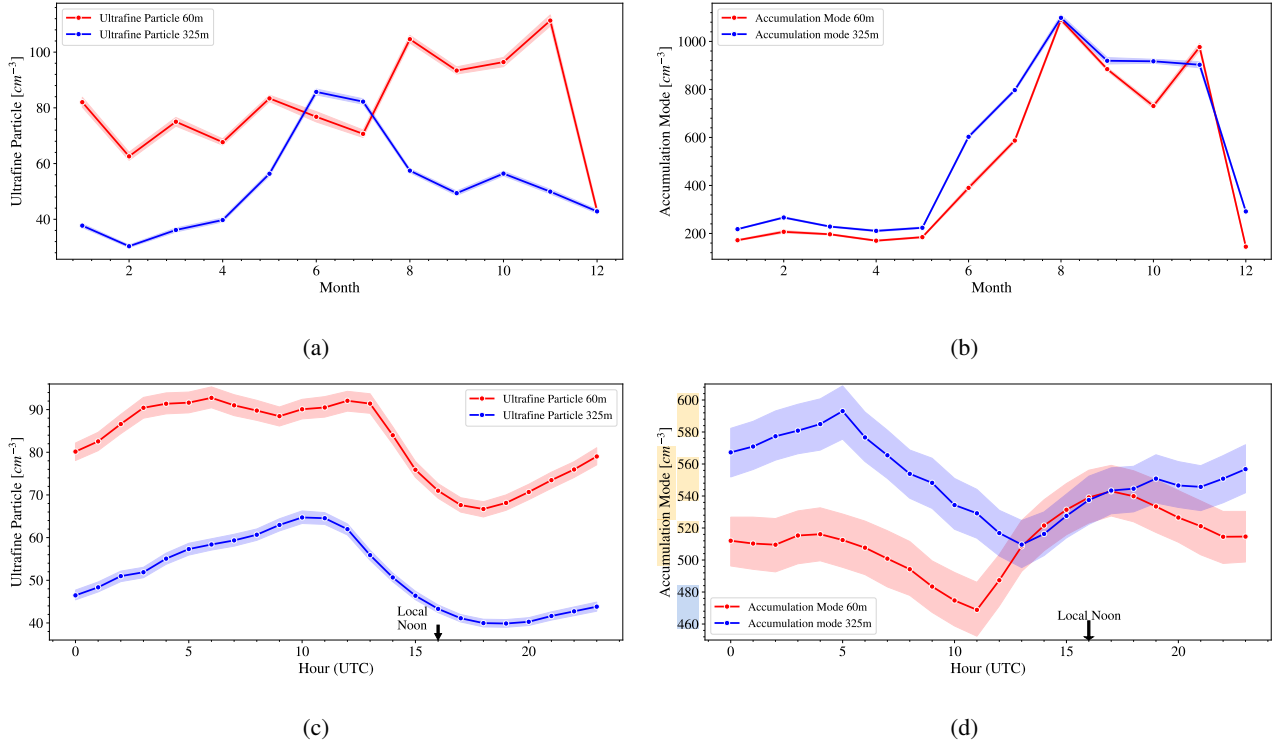 Ultrafine Particle 60m
Ultrafine Particle 325m
Ultrafine Particle [cm⁻³]
100
80
60
40
2 4 6 8 10 12
Month
(a)
Accumulation Mode 60m
Accumulation mode 325m
Accumulation Mode [cm⁻³]
1000
800
600
400
200
2 4 6 8 10 12
Month
(b)
Ultrafine Particle 60m
Ultrafine Particle 325m
Ultrafine Particle [cm⁻³]
90
80
70
60
50
40
Local
Noon
0 5 10 15 20
Hour (UTC)
(c)
Accumulation Mode [cm⁻³]
600
580
560
540
520
500
480
460
Accumulation Mode 60m
Accumulation mode 325m
Local Noon
0 5 10 15 20
Hour (UTC)
(d)